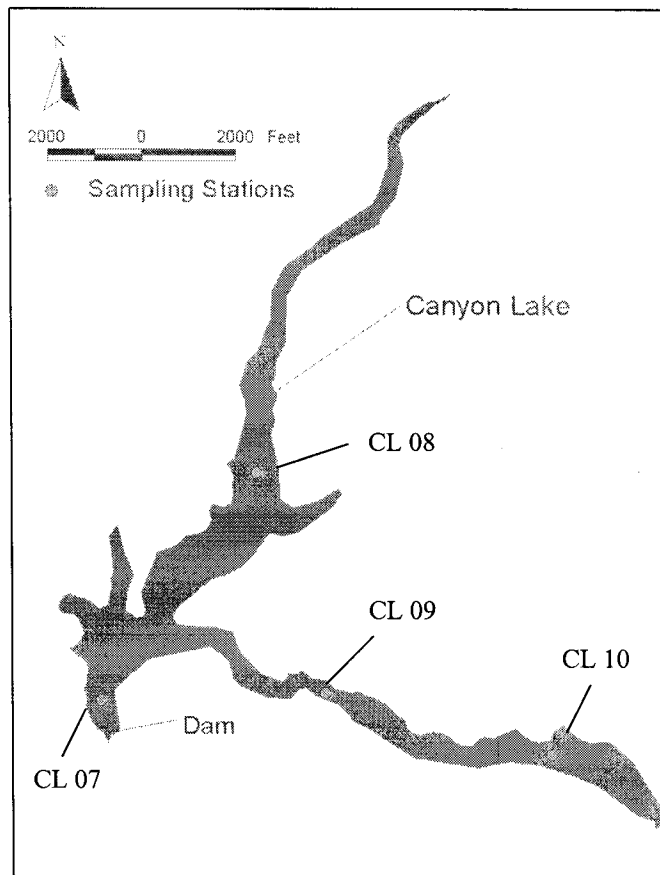 N
2000 0 2000 Feet
Sampling Stations
Canyon Lake
CL 08
CL 09
CL 10
Dam
CL 07